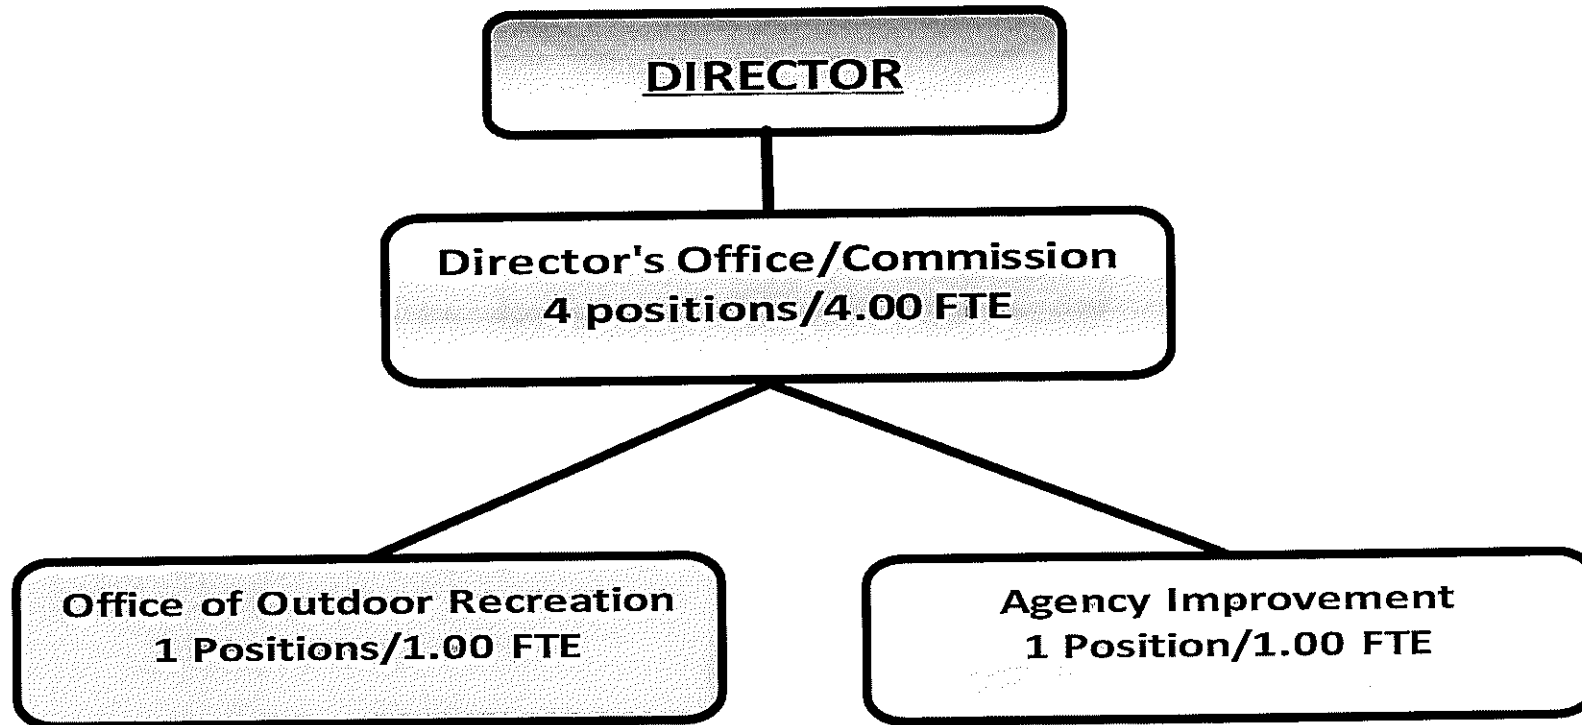 DIRECTOR
Director's Office/Commission
4 positions/4.00 FTE
Office of Outdoor Recreation
1 Positions/1.00 FTE
Agency Improvement
1 Position/1.00 FTE